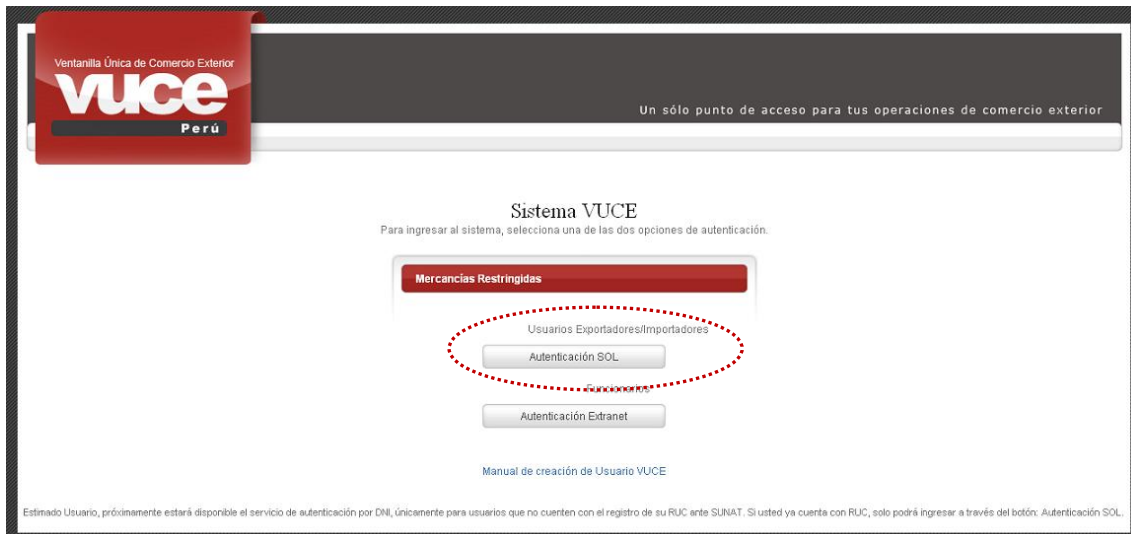 Ventanilla Única de Comercio Exterior
vuce
Perú
Un sólo punto de acceso para tus operaciones de comercio exterior
Sistema VUCE
Para ingresar al sistema, selecciona una de las dos opciones de autenticación.
Mercancías Restringidas
Usuarios Exportadores/Importadores
Autenticación SOL
Funcionarios
Autenticación Extranet
Manual de creación de Usuario VUCE
Estimado Usuario, próximamente estará disponible el servicio de autenticación por DNI, únicamente para usuarios que no cuenten con el registro de su RUC ante SUNAT. Si usted ya cuenta con RUC, solo podrá ingresar a través del botón: Autenticación SOL.